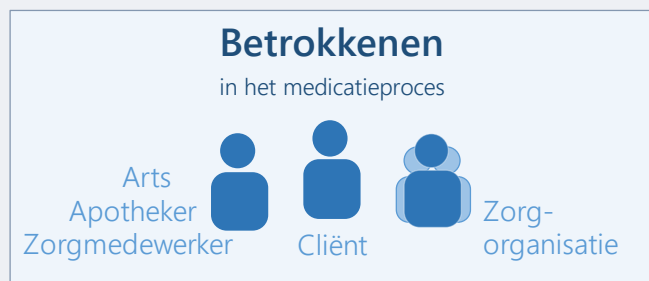 Betrokkenen
in het medicatieproces
Arts
Apotheker
Zorgmedewerker
Cliënt
Zorg-
organisatie